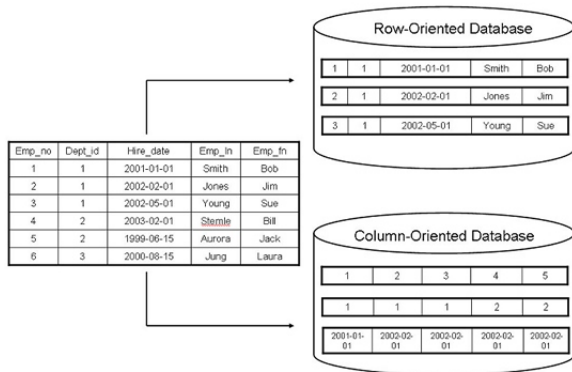 Row-Oriented Database
1 1 2001-01-01 Smith Bob
2 1 2002-02-01 Jones Jim
3 1 2002-05-01 Young Sue
Emp_no Dept_id Hire_date Emp_ln Emp_fn
1 1 2001-01-01 Smith Bob
2 1 2002-02-01 Jones Jim
3 1 2002-05-01 Young Sue
4 2 2003-02-01 Stemle Bill
5 2 1999-06-15 Aurora Jack
6 3 2000-08-15 Jung Laura
Column-Oriented Database
1 2 3 4 5
1 1 1 2 2
2001-01- 2002-02- 2002-02- 2002-02- 2002-02-
01 01 01 01 01